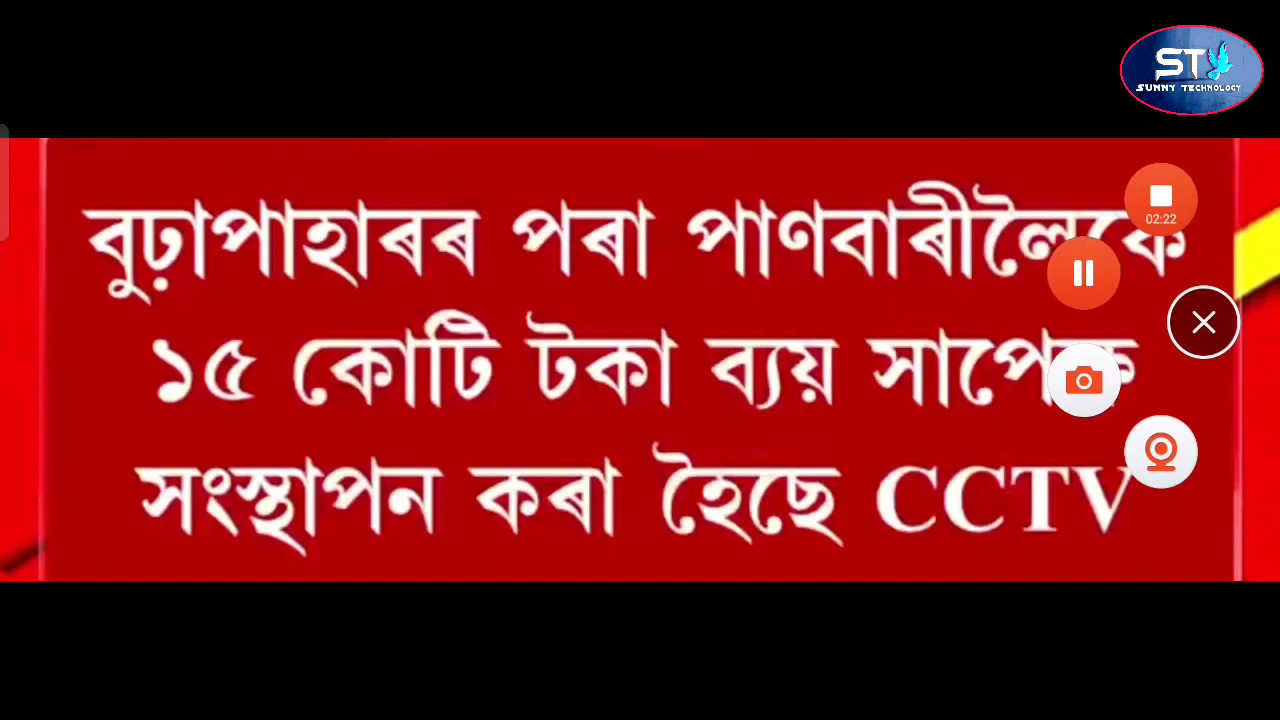 ST
SUNNY TECHNOLOGY
বুঢ়াপাহাৰৰ পৰা পাণবাৰীলৈকে
02:22
১৫ কোটি টকা ব্যয়
সংস্থাপন কৰা হৈছে CCTV